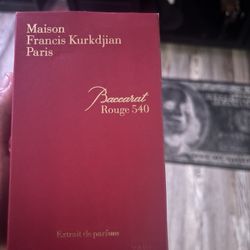 Maison
Francis Kurkdjian
Paris
Baccarat
Rouge 540
Extrait de parfum